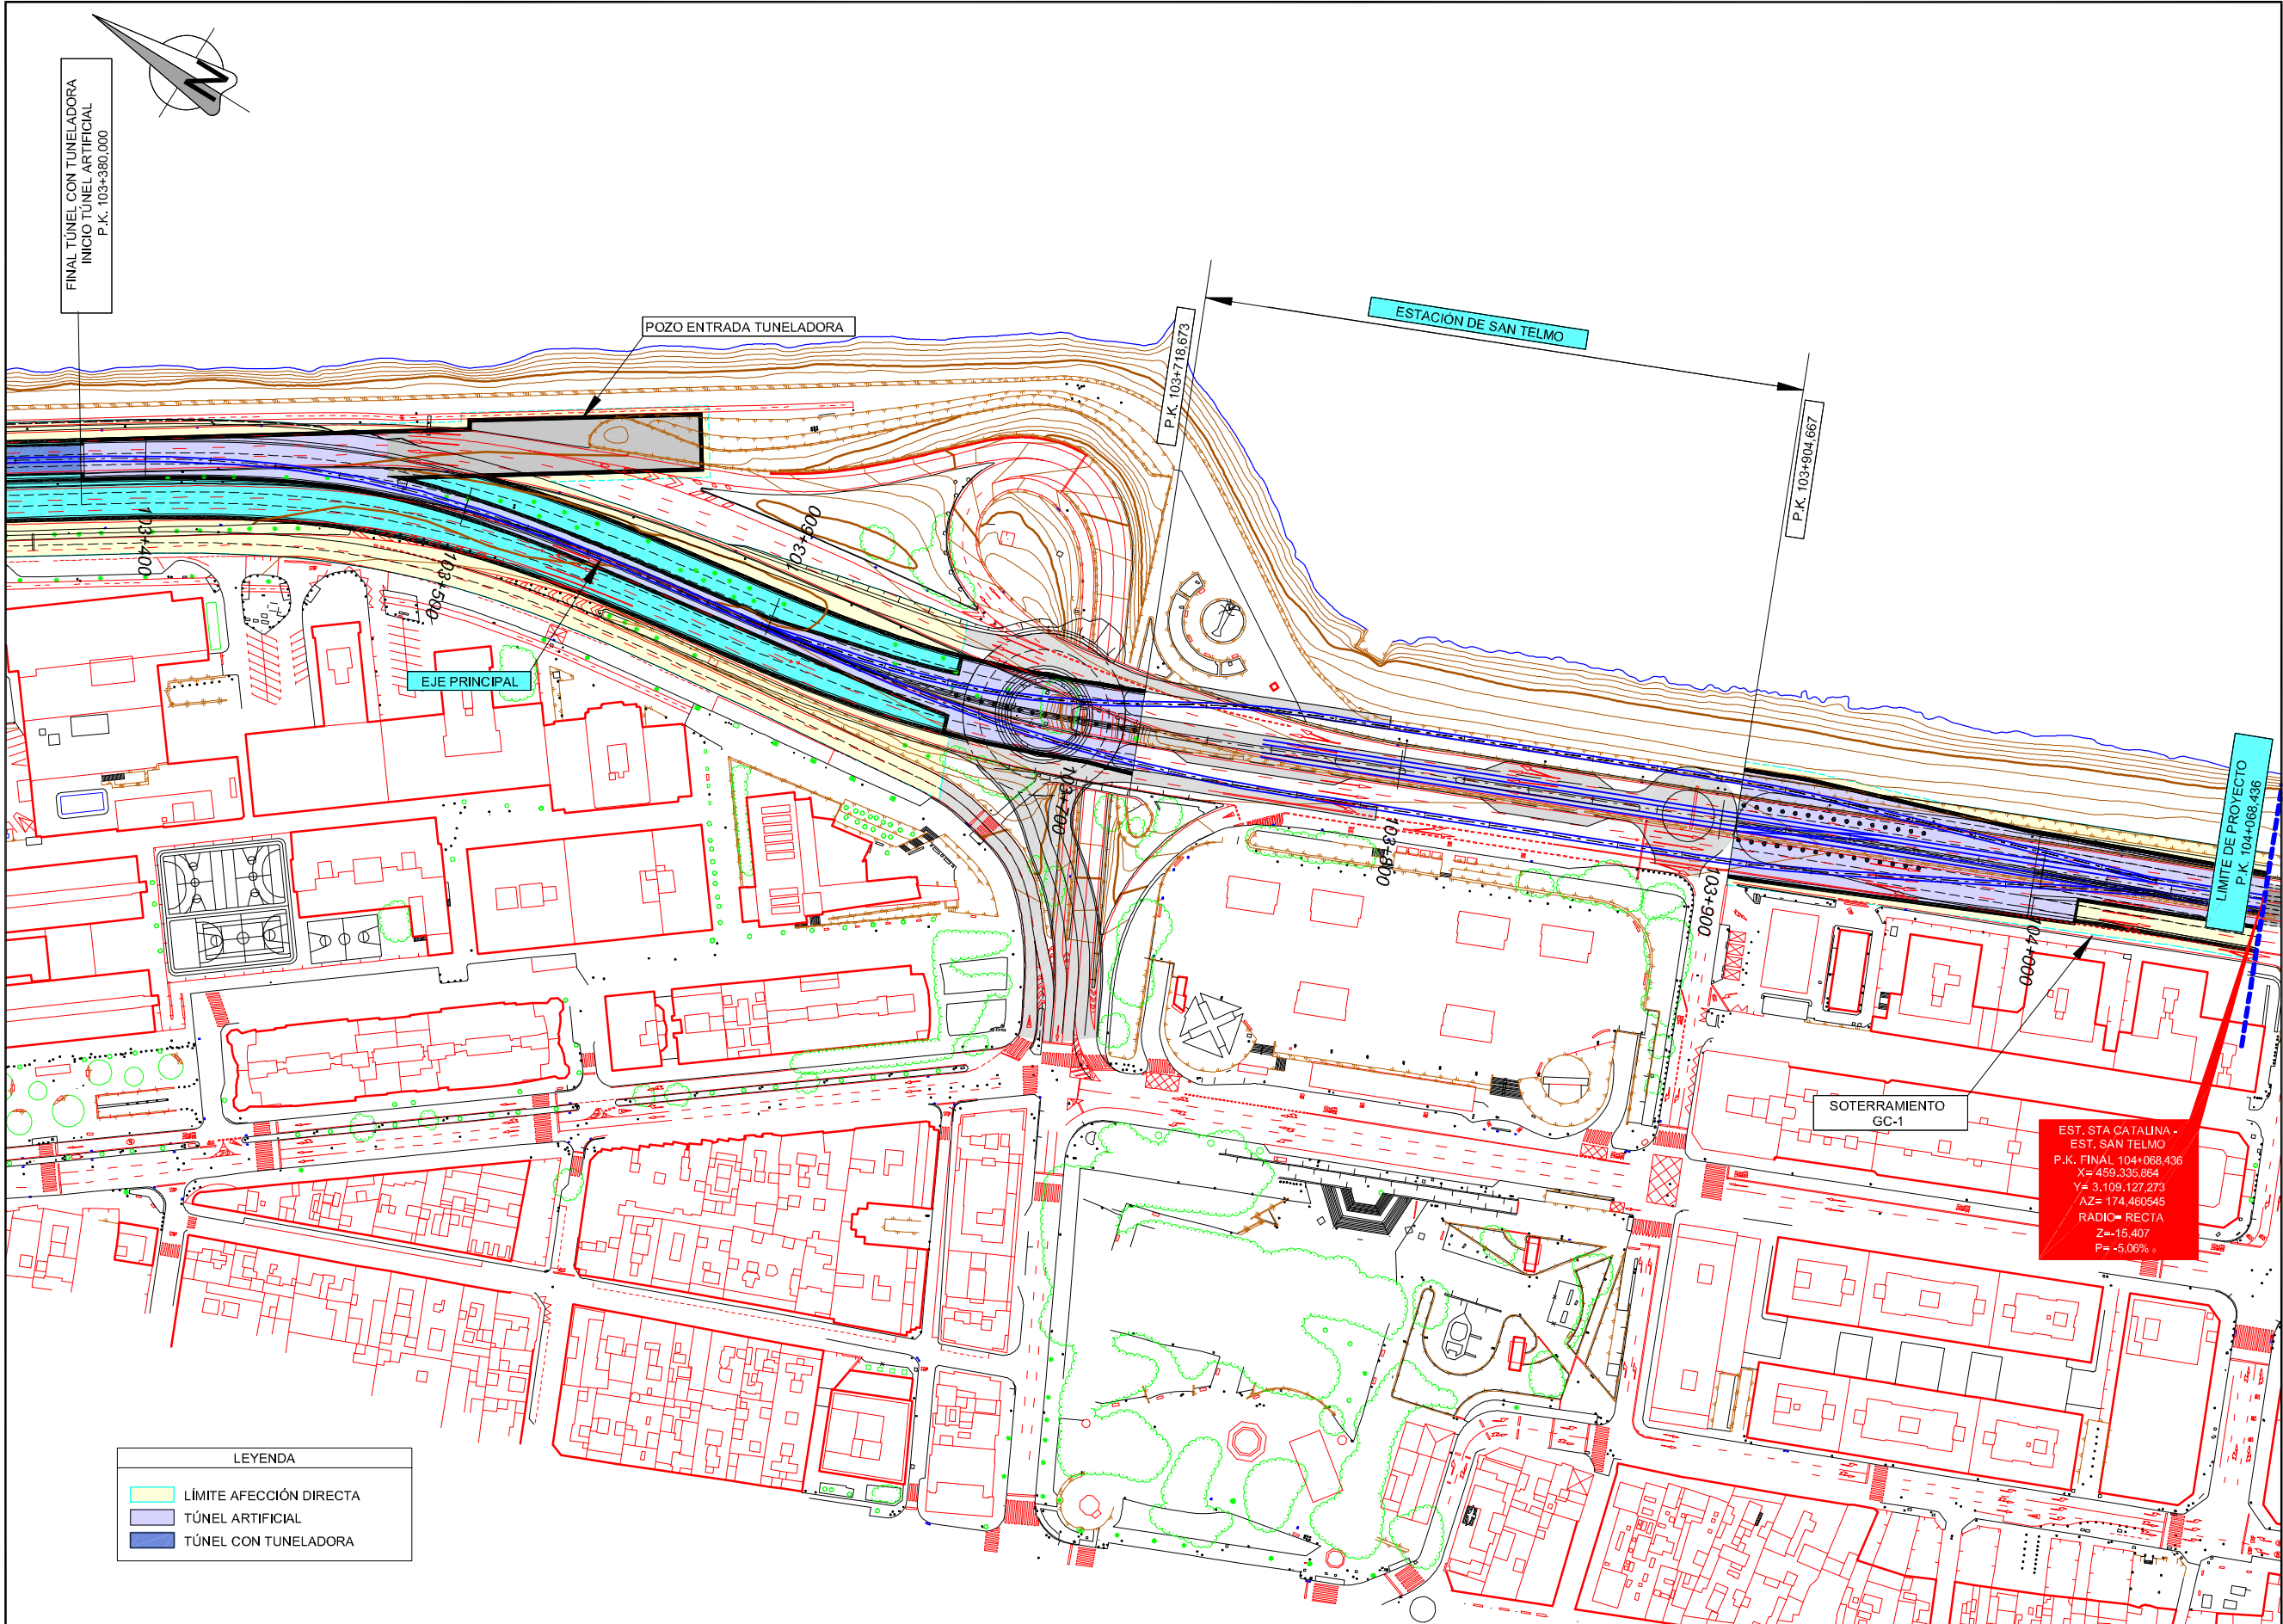 N
FINAL TÚNEL CON TUNELADORA
INICIO TÚNEL ARTIFICIAL
P.K. 103+380,000
POZO ENTRADA TUNELADORA
P.K. 103+718,673
ESTACIÓN DE SAN TELMO
P.K. 103+904,667
103+400
103+500
103+600
EJE PRINCIPAL
103+700
103+800
103+900
104+000
LIMITE DE PROYECTO
P.K. 104+068,436
SOTERRAMIENTO
GC-1
EST. STA CATALINA -
EST. SAN TELMO
P.K. FINAL 104+068,436
X= 459.335,864
Y= 3.109.127,273
AZ= 174,460545
RADIO= RECTA
Z=-15,407
P= -5,06%o
LEYENDA
LÍMITE AFECCIÓN DIRECTA
TÚNEL ARTIFICIAL
TÚNEL CON TUNELADORA